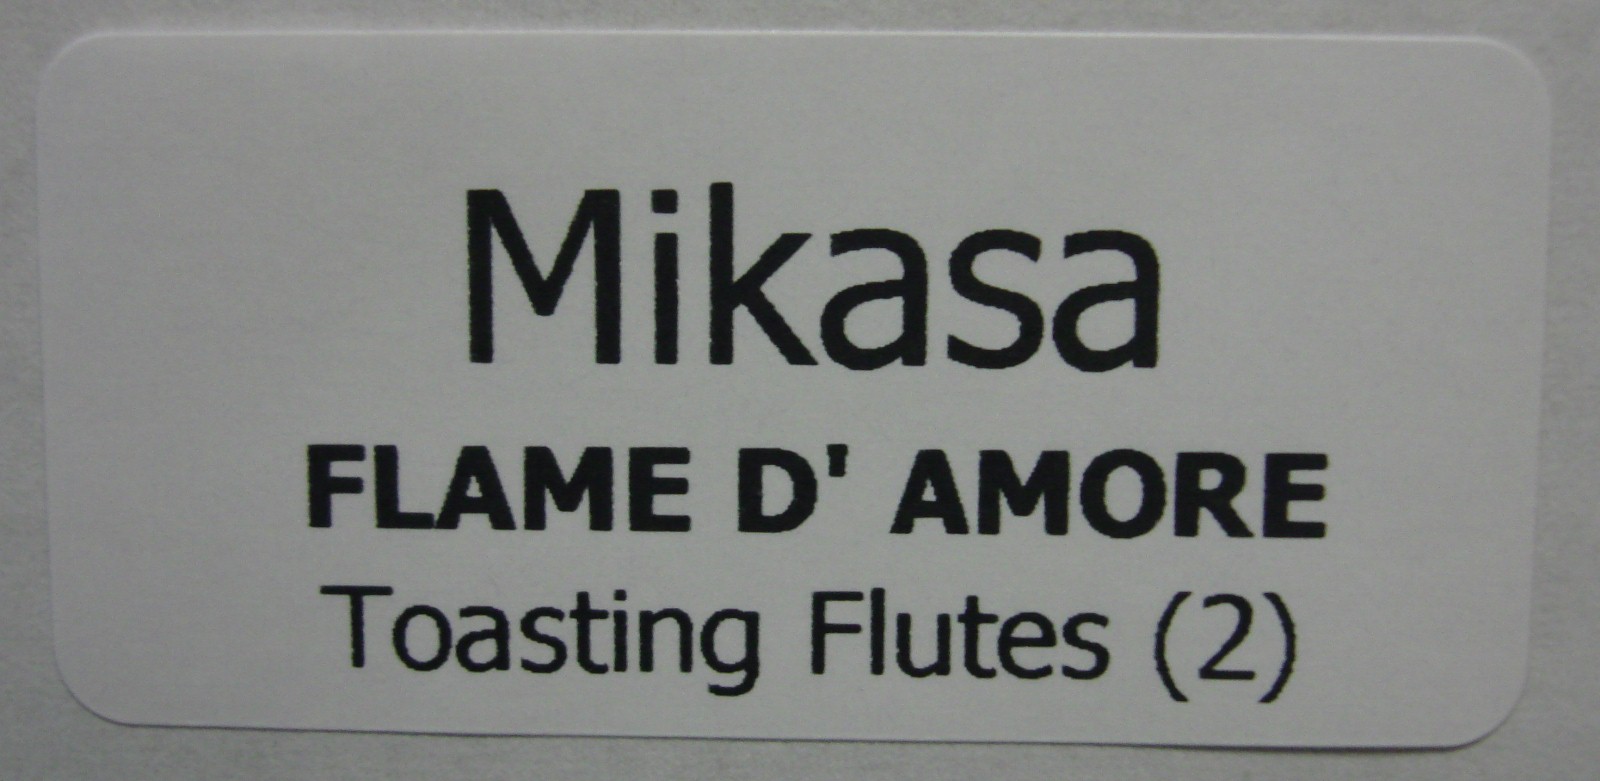 Mikasa
FLAME D' AMORE
Toasting Flutes (2)